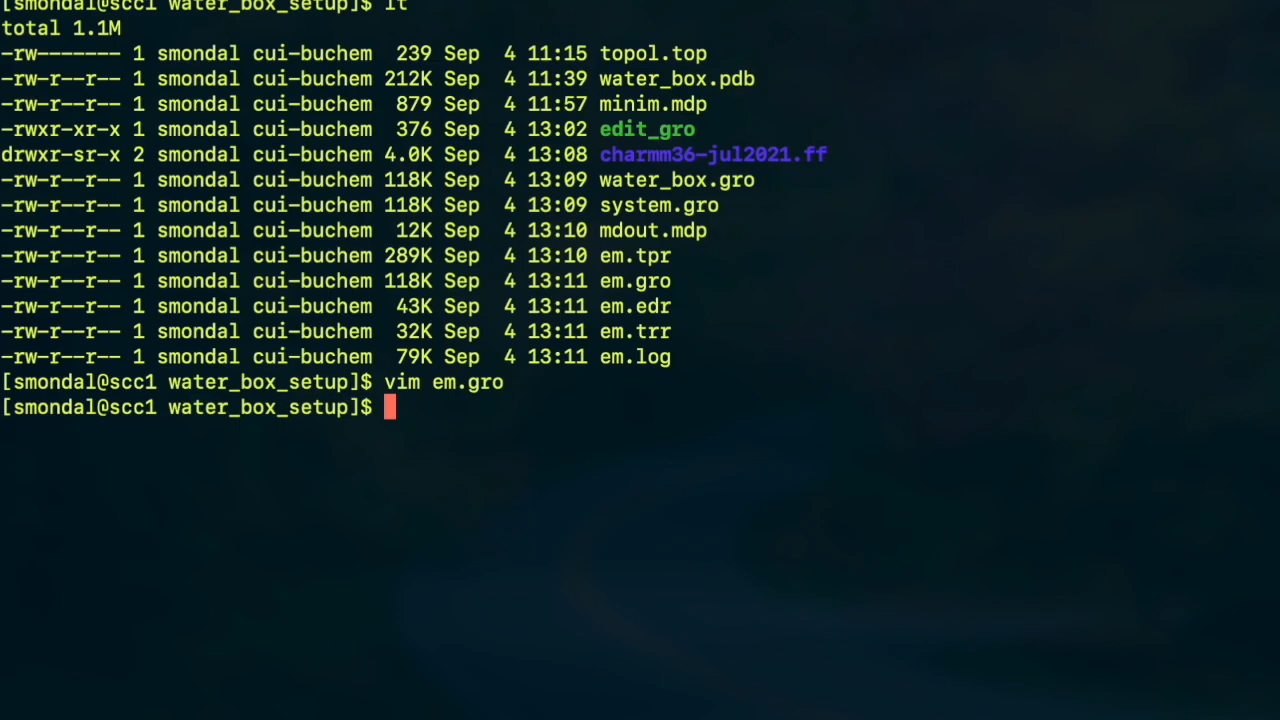 [smondal@scc1 water_box_setup]$ lt
total 1.1M
-rw------- 1 smondal cui-buchem  239 Sep  4 11:15 topol.top
-rw-r--r-- 1 smondal cui-buchem 212K Sep  4 11:39 water_box.pdb
-rw-r--r-- 1 smondal cui-buchem  879 Sep  4 11:57 minim.mdp
-rwxr-xr-x 1 smondal cui-buchem  376 Sep  4 13:02 edit_gro
drwxr-sr-x 2 smondal cui-buchem 4.0K Sep  4 13:08 charmm36-jul2021.ff
-rw-r--r-- 1 smondal cui-buchem 118K Sep  4 13:09 water_box.gro
-rw-r--r-- 1 smondal cui-buchem 118K Sep  4 13:09 system.gro
-rw-r--r-- 1 smondal cui-buchem  12K Sep  4 13:10 mdout.mdp
-rw-r--r-- 1 smondal cui-buchem 289K Sep  4 13:10 em.tpr
-rw-r--r-- 1 smondal cui-buchem 118K Sep  4 13:11 em.gro
-rw-r--r-- 1 smondal cui-buchem  43K Sep  4 13:11 em.edr
-rw-r--r-- 1 smondal cui-buchem  32K Sep  4 13:11 em.trr
-rw-r--r-- 1 smondal cui-buchem  79K Sep  4 13:11 em.log
[smondal@scc1 water_box_setup]$ vim em.gro
[smondal@scc1 water_box_setup]$